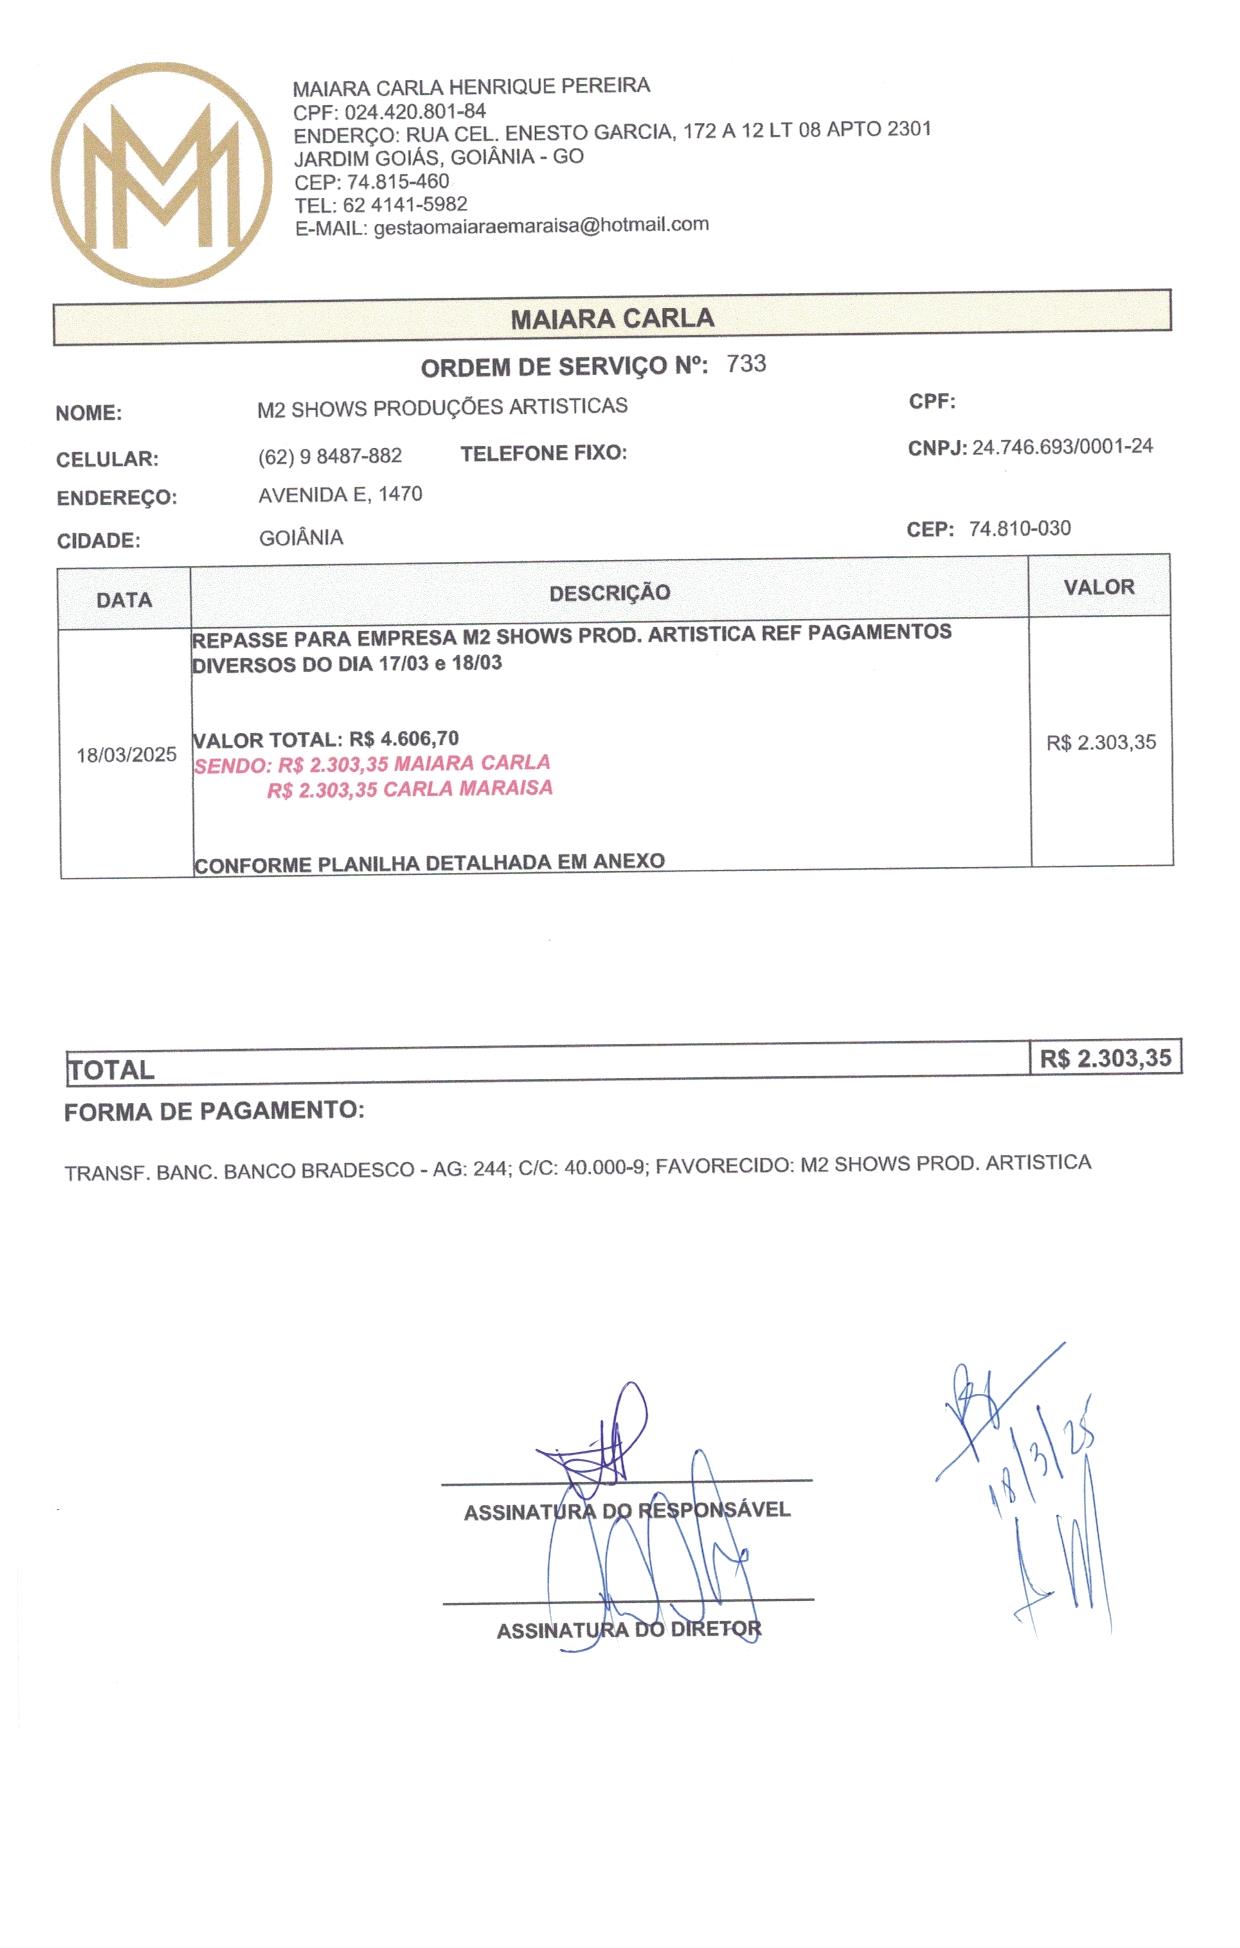 MAIARA CARLA HENRIQUE PEREIRA
CPF: 024.420.801-84
ENDERÇO: RUA CEL. ENESTO GARCIA, 172 A 12 LT 08 APTO 2301
JARDIM GOIÁS, GOIÂNIA - GO
CEP: 74.815-460
TEL: 62 4141-5982
E-MAIL: gestaomaiaraemaraisa@hotmail.com
MAIARA CARLA
ORDEM DE SERVIÇO Nº: 733
NOME: M2 SHOWS PRODUÇÕES ARTISTICAS CPF:
CELULAR: (62) 9 8487-882 TELEFONE FIXO: CNPJ: 24.746.693/0001-24
ENDEREÇO: AVENIDA E, 1470
CIDADE: GOIÂNIA CEP: 74.810-030
DATA DESCRIÇÃO VALOR
REPASSE PARA EMPRESA M2 SHOWS PROD. ARTISTICA REF PAGAMENTOS
DIVERSOS DO DIA 17/03 e 18/03
VALOR TOTAL: R$ 4.606,70
18/03/2025 R$ 2.303,35
SENDO: R$ 2.303,35 MAIARA CARLA
R$ 2.303,35 CARLA MARAISA
CONFORME PLANILHA DETALHADA EM ANEXO
TOTAL R$ 2.303,35
FORMA DE PAGAMENTO:
TRANSF. BANC. BANCO BRADESCO - AG: 244; C/C: 40.000-9; FAVORECIDO: M2 SHOWS PROD. ARTISTICA
18/3/25
ASSINATURA DO RESPONSÁVEL
ASSINATURA DO DIRETOR